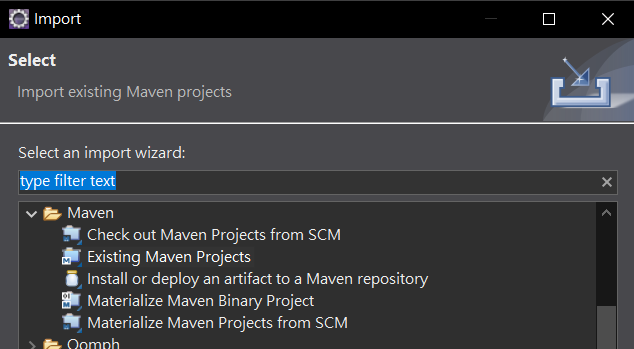 Import
Select
Import existing Maven projects
Select an import wizard:
type filter text
Maven
Check out Maven Projects from SCM
Existing Maven Projects
Install or deploy an artifact to a Maven repository
Materialize Maven Binary Project
Materialize Maven Projects from SCM
Oomph